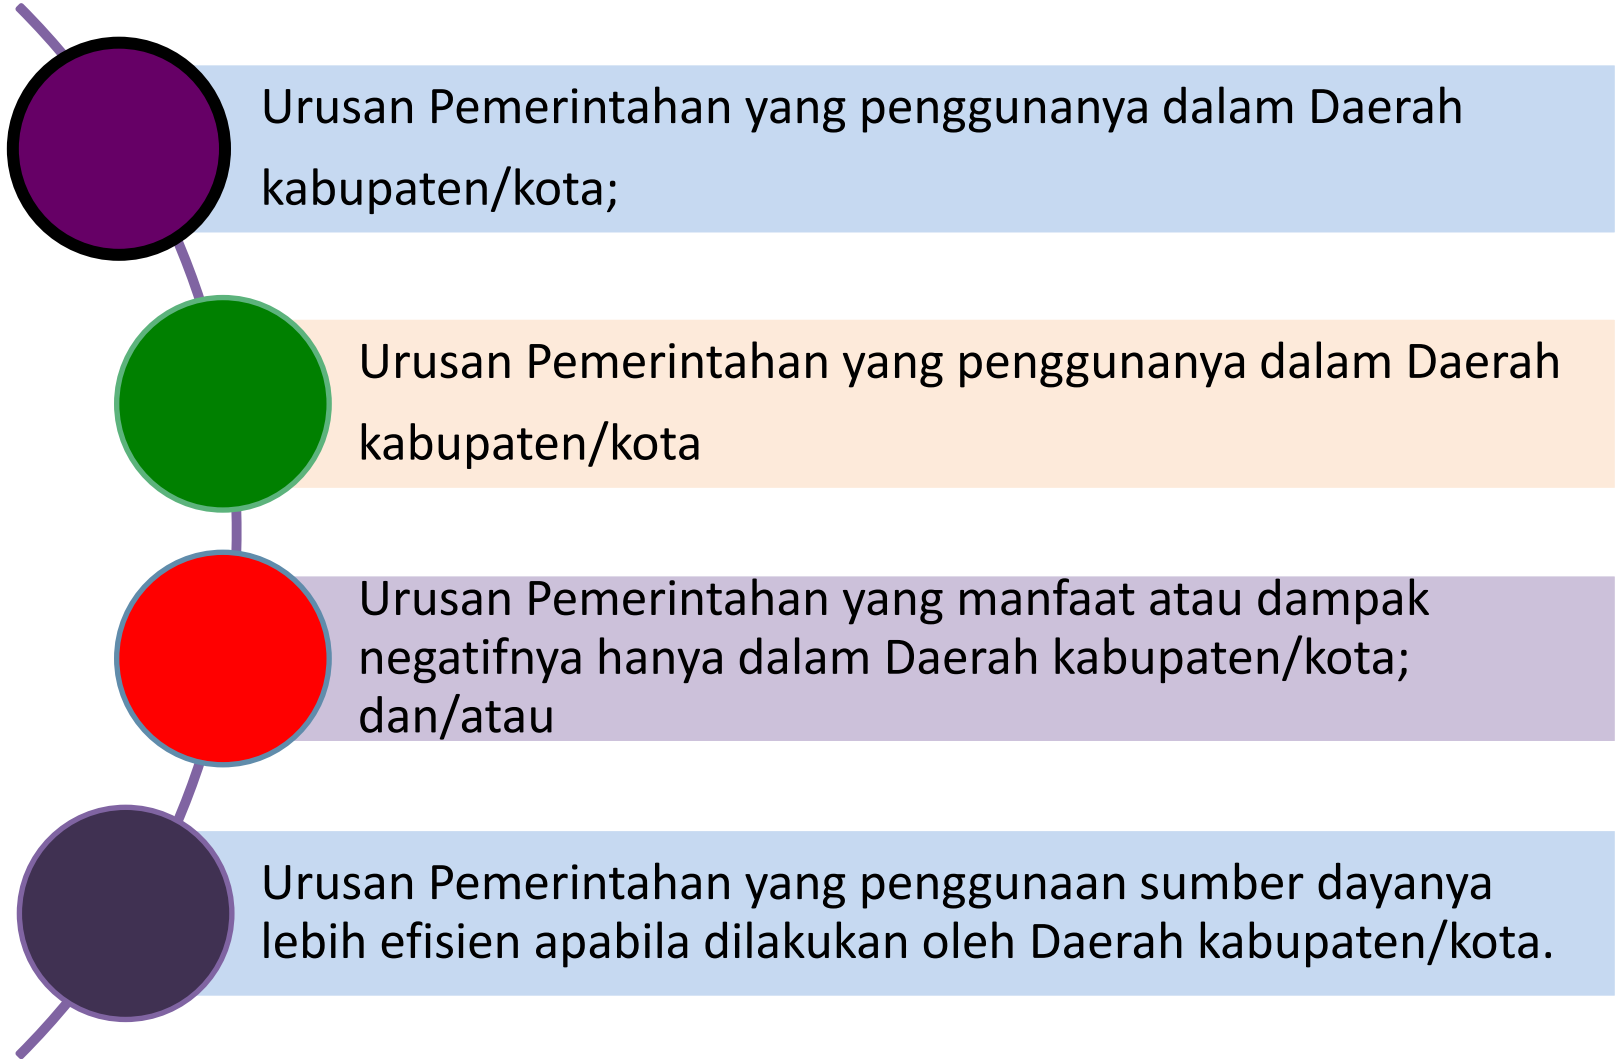 Urusan Pemerintahan yang penggunanya dalam Daerah
kabupaten/kota;
Urusan Pemerintahan yang penggunanya dalam Daerah
kabupaten/kota
Urusan Pemerintahan yang manfaat atau dampak
negatifnya hanya dalam Daerah kabupaten/kota;
dan/atau
Urusan Pemerintahan yang penggunaan sumber dayanya
lebih efisien apabila dilakukan oleh Daerah kabupaten/kota.